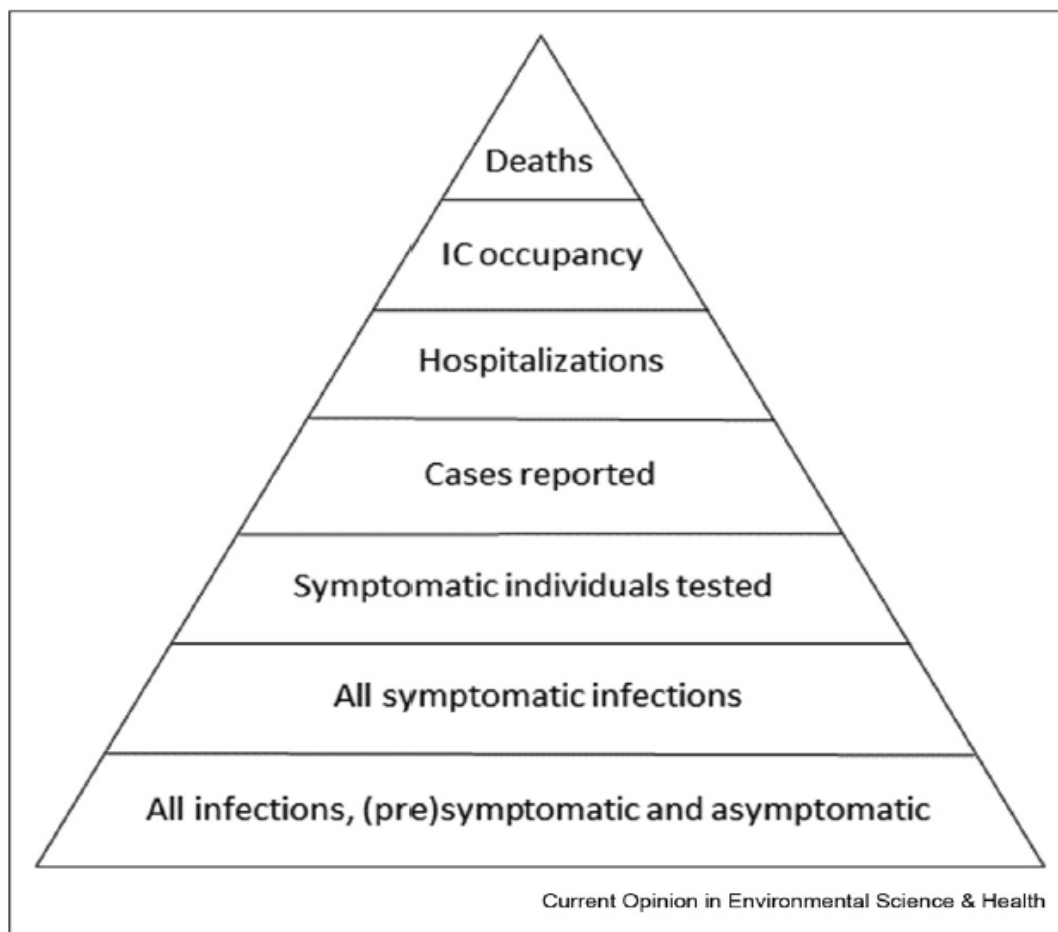 Deaths
IC occupancy
Hospitalizations
Cases reported
Symptomatic individuals tested
All symptomatic infections
All infections, (pre)symptomatic and asymptomatic
Current Opinion in Environmental Science & Health